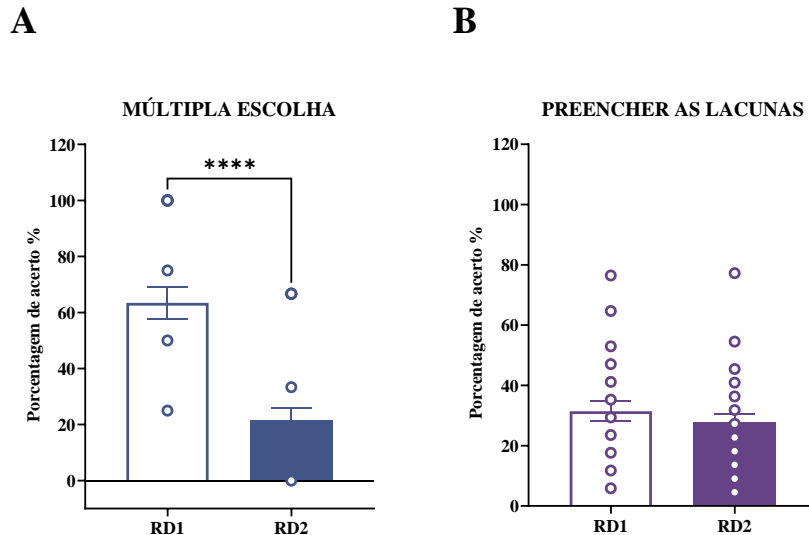 A
MÚLTIPLA ESCOLHA
Porcentagem de acerto %
120
100
80
60
40
20
0
****
RD1
RD2
B
PREENCHER AS LACUNAS
Porcentagem de acerto %
120
100
80
60
40
20
0
RD1
RD2